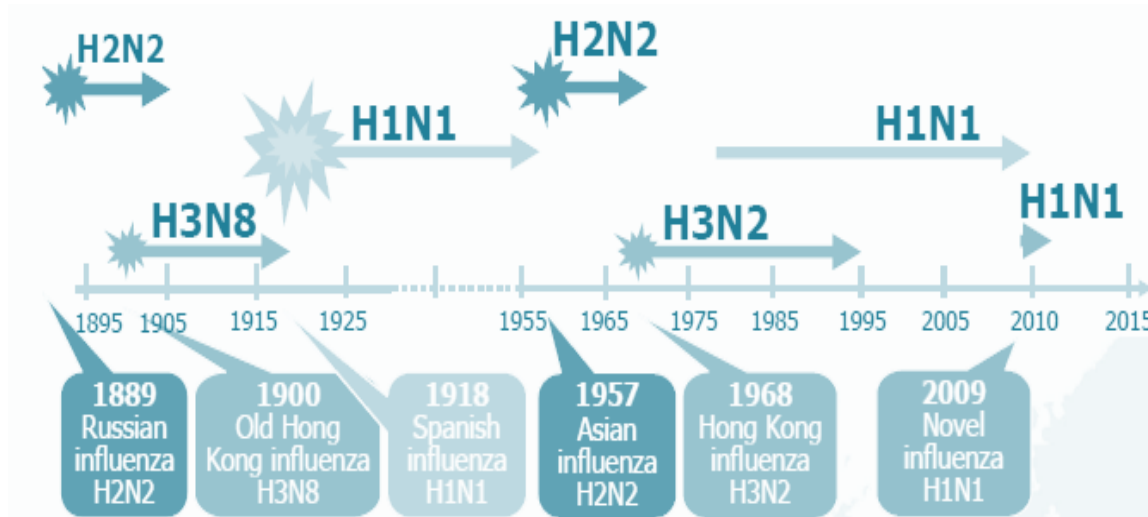 H2N2
H2N2
H1N1
H1N1
H1N1
H3N8
H3N2
1895
1905
1915
1925
1955
1965
1975
1985
1995
2005
2010
2015
1889
Russian
influenza
H2N2
1900
Old Hong
Kong influenza
H3N8
1918
Spanish
influenza
H1N1
1957
Asian
influenza
H2N2
1968
Hong Kong
influenza
H3N2
2009
Novel
influenza
H1N1